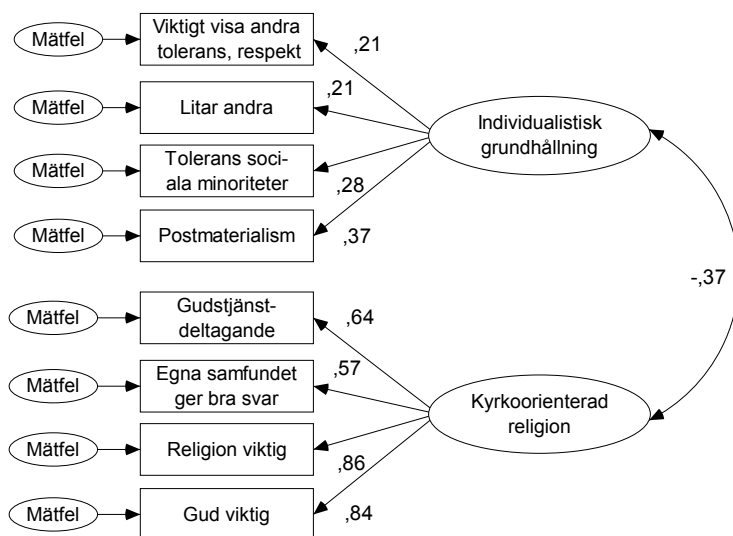 Mätfel
Viktigt visa andra
tolerans, respekt
,21
Mätfel
Litar andra
,21
Individualistisk
grundhållning
Mätfel
Tolerans soci-
ala minoriteter
,28
Mätfel
Postmaterialism
,37
-,37
Mätfel
Gudstjänst-
deltagande
,64
Mätfel
Egna samfundet
ger bra svar
,57
Kyrkoorienterad
religion
Mätfel
Religion viktig
,86
Mätfel
Gud viktig
,84